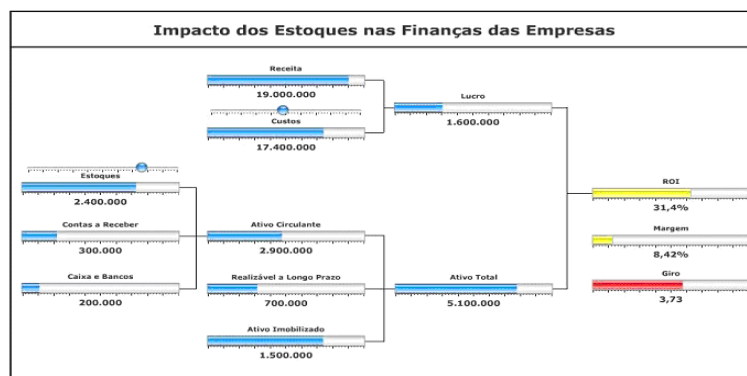 Impacto dos Estoques nas Finanças das Empresas
Receita
19.000.000
Custos
17.400.000
Lucro
1.600.000
Estoques
2.400.000
Contas a Receber
300.000
Caixa e Bancos
200.000
Ativo Circulante
2.900.000
Realizável a Longo Prazo
700.000
Ativo Imobilizado
1.500.000
Ativo Total
5.100.000
ROI
31,4%
Margem
8,42%
Giro
3,73